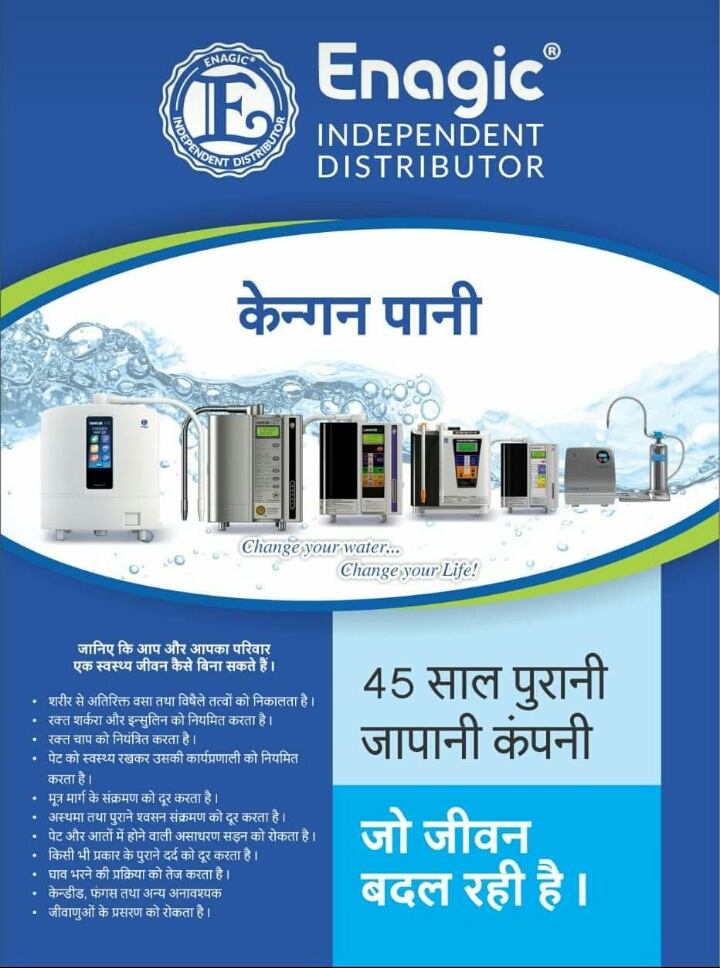 ENAGIC®
INDEPENDENT DISTRIBUTOR
E
Enagic®
INDEPENDENT
DISTRIBUTOR
केन्गन पानी
Change your water...
Change your Life!
जानिए कि आप और आपका परिवार
एक स्वस्थ्य जीवन कैसे बिना सकते हैं।
• शरीर से अतिरिक्त वसा तथा विषैले तत्वों को निकालता है।
• रक्त शर्करा और इन्सुलिन को नियमित करता है।
• रक्त चाप को नियंत्रित करता है।
• पेट को स्वस्थ्य रखकर उसकी कार्यप्रणाली को नियमित
करता है।
• मूत्र मार्ग के संक्रमण को दूर करता है।
• अस्थमा तथा पुराने श्वसन संक्रमण को दूर करता है।
• पेट और आतों में होने वाली असाधरण सड़न को रोकता है।
• किसी भी प्रकार के पुराने दर्द को दूर करता है।
• घाव भरने की प्रक्रिया को तेज करता है।
• केन्डीड, फंगस तथा अन्य अनावश्यक
• जीवाणुओं के प्रसरण को रोकता है।
45 साल पुरानी
जापानी कंपनी
जो जीवन
बदल रही है।